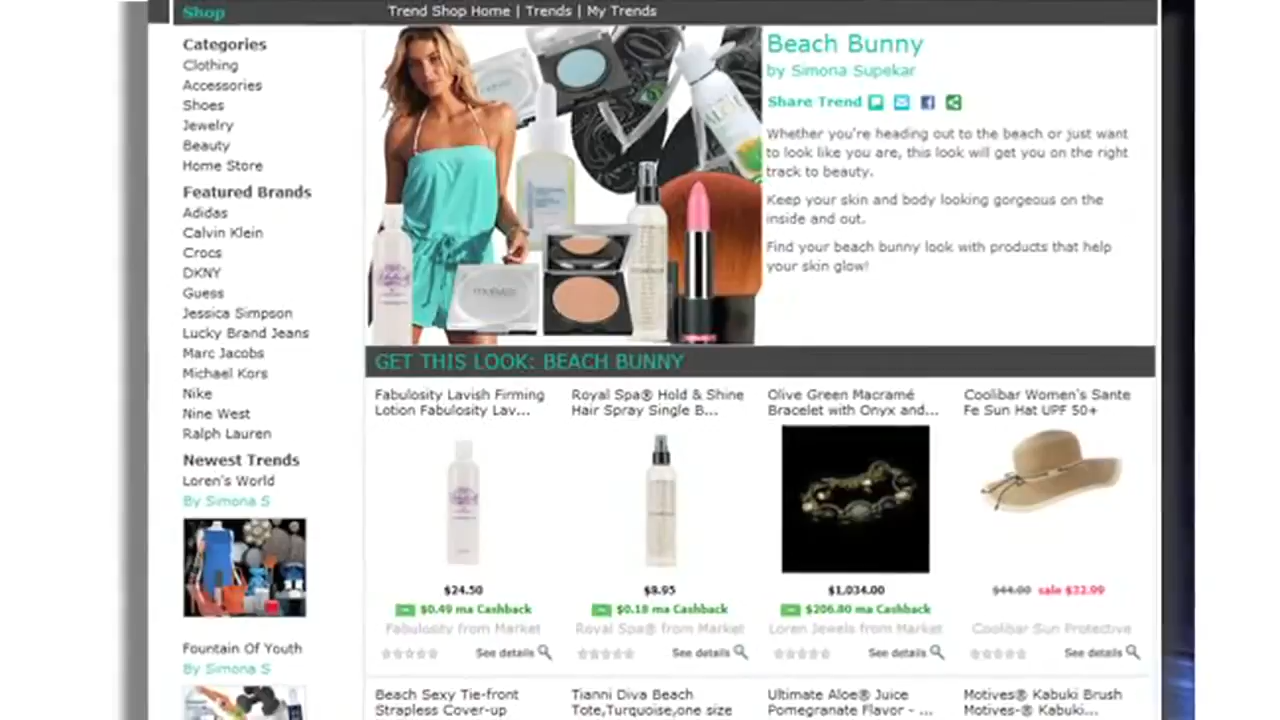 Shop
Trend Shop Home | Trends | My Trends
Categories
Clothing
Accessories
Shoes
Jewelry
Beauty
Home Store
Featured Brands
Adidas
Calvin Klein
Crocs
DKNY
Guess
Jessica Simpson
Lucky Brand Jeans
Marc Jacobs
Michael Kors
Nike
Nine West
Ralph Lauren
Newest Trends
Loren's World
By Simona S
Fountain Of Youth
By Simona S
Beach Bunny
by Simona Supekar
Share Trend
Whether you're heading out to the beach or just want
to look like you are, this look will get you on the right
track to beauty.
Keep your skin and body looking gorgeous on the
inside and out.
Find your beach bunny look with products that help
your skin glow!
GET THIS LOOK: BEACH BUNNY
Fabulosity Lavish Firming
Lotion Fabulosity Lav...
$24.50
$0.49 ma Cashback
Fabulosity from Market
See details
Royal Spa® Hold & Shine
Hair Spray Single B...
$8.95
$0.18 ma Cashback
Royal Spa® from Market
See details
Olive Green Macramé
Bracelet with Onyx and...
$1,034.00
$206.80 ma Cashback
Loren Jewels from Market
See details
Coolibar Women's Sante
Fe Sun Hat UPF 50+
$44.00 sale $32.99
Coolibar Sun Protective
See details
Beach Sexy Tie-front
Strapless Cover-up
Tianni Diva Beach
Tote,Turquoise,one size
Ultimate Aloe® Juice
Pomegranate Flavor - ...
Motives® Kabuki Brush
Motives-® Kabuki...